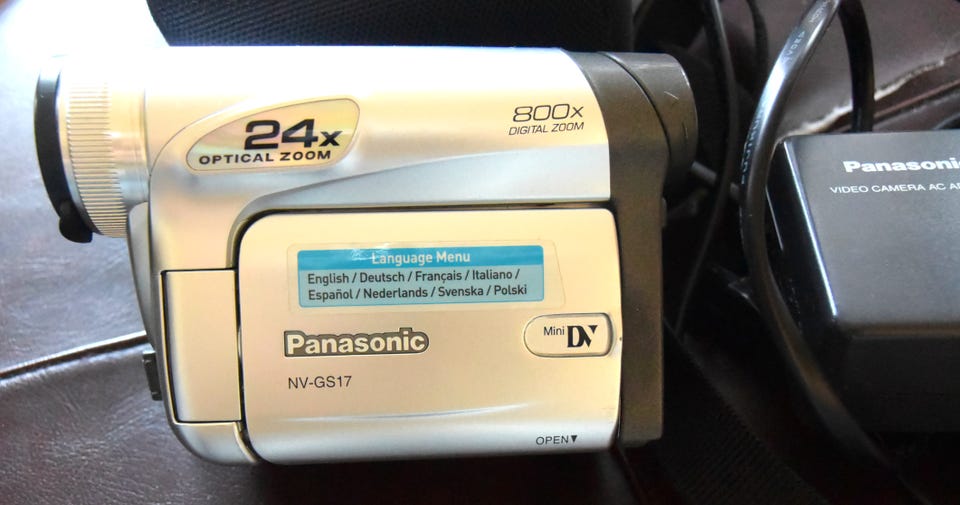 24x
OPTICAL ZOOM
800x
DIGITAL ZOOM
Language Menu
English / Deutsch / Français / Italiano /
Español / Nederlands / Svenska / Polski
Panasonic
NV-GS17
Mini DV
OPEN▼
Panasonic
VIDEO CAMERA AC